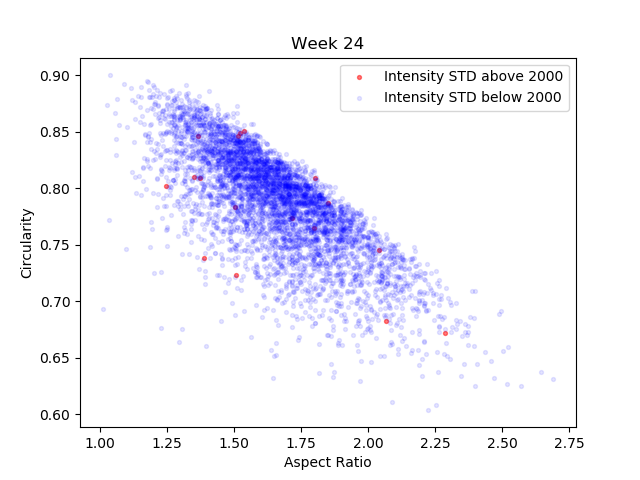 Week 24
Intensity STD above 2000
Intensity STD below 2000
Circularity
0.90
0.85
0.80
0.75
0.70
0.65
0.60
1.00 1.25 1.50 1.75 2.00 2.25 2.50 2.75
Aspect Ratio